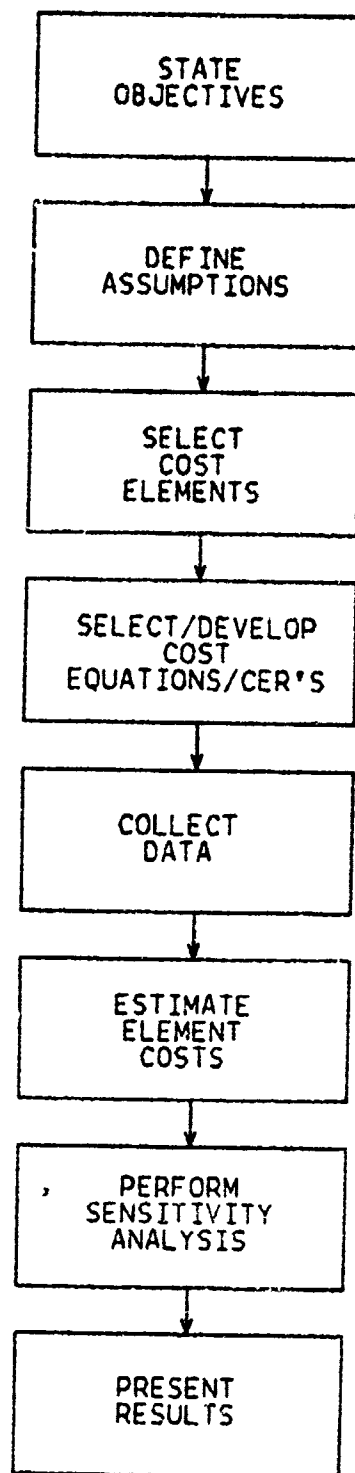 STATE
OBJECTIVES
DEFINE
ASSUMPTIONS
SELECT
COST
ELEMENTS
SELECT/DEVELOP
COST
EQUATIONS/CER'S
COLLECT
DATA
ESTIMATE
ELEMENT
COSTS
PERFORM
SENSITIVITY
ANALYSIS
PRESENT
RESULTS